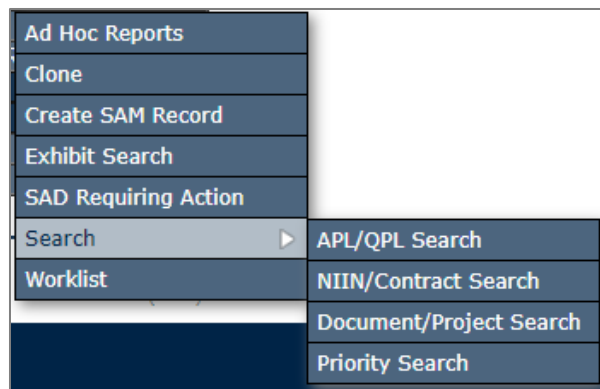 Ad Hoc Reports
Clone
Create SAM Record
Exhibit Search
SAD Requiring Action
Search
Worklist
APL/QPL Search
NIIN/Contract Search
Document/Project Search
Priority Search